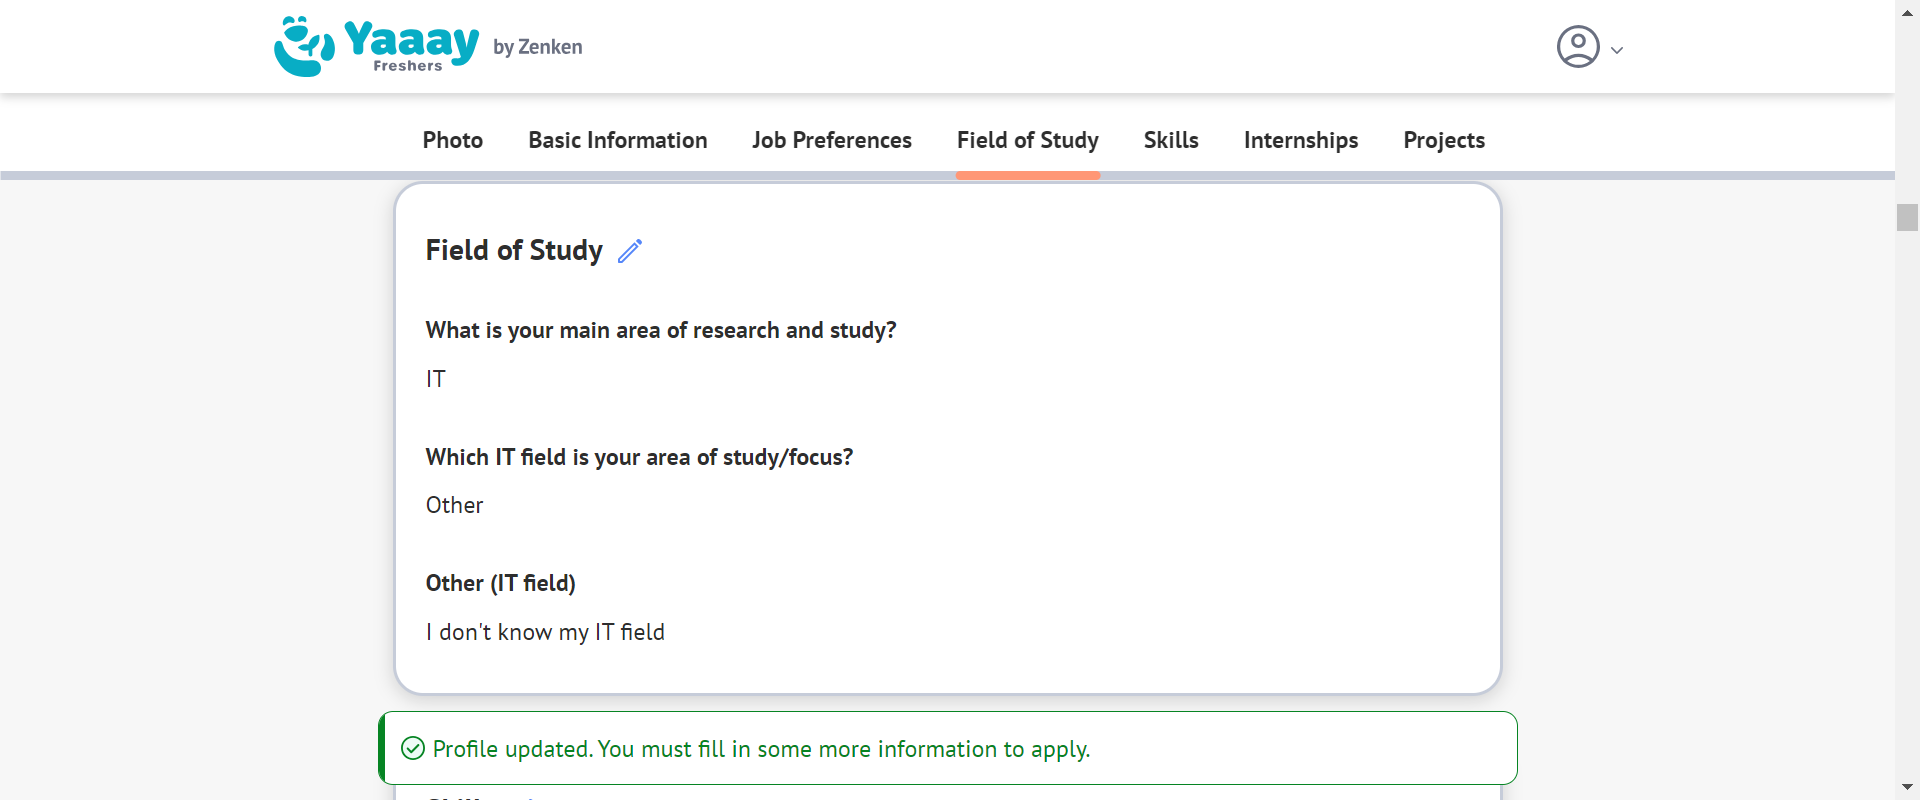 Yaaay
Freshers
by Zenken
Photo Basic Information Job Preferences Field of Study Skills Internships Projects
Field of Study
What is your main area of research and study?
IT
Which IT field is your area of study/focus?
Other
Other (IT field)
I don't know my IT field
Profile updated. You must fill in some more information to apply.